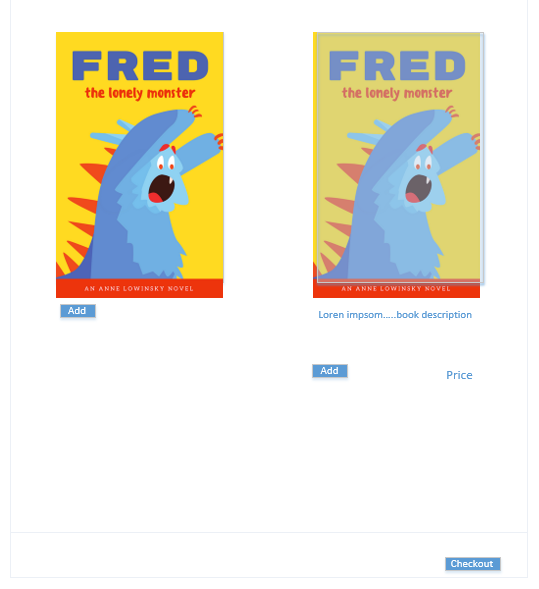 FRED
the lonely monster
AN ANNE LOWINSKY NOVEL
Add
FRED
the lonely monster
AN ANNE LOWINSKY NOVEL
Loren impsom.....book description
Add
Price
Checkout